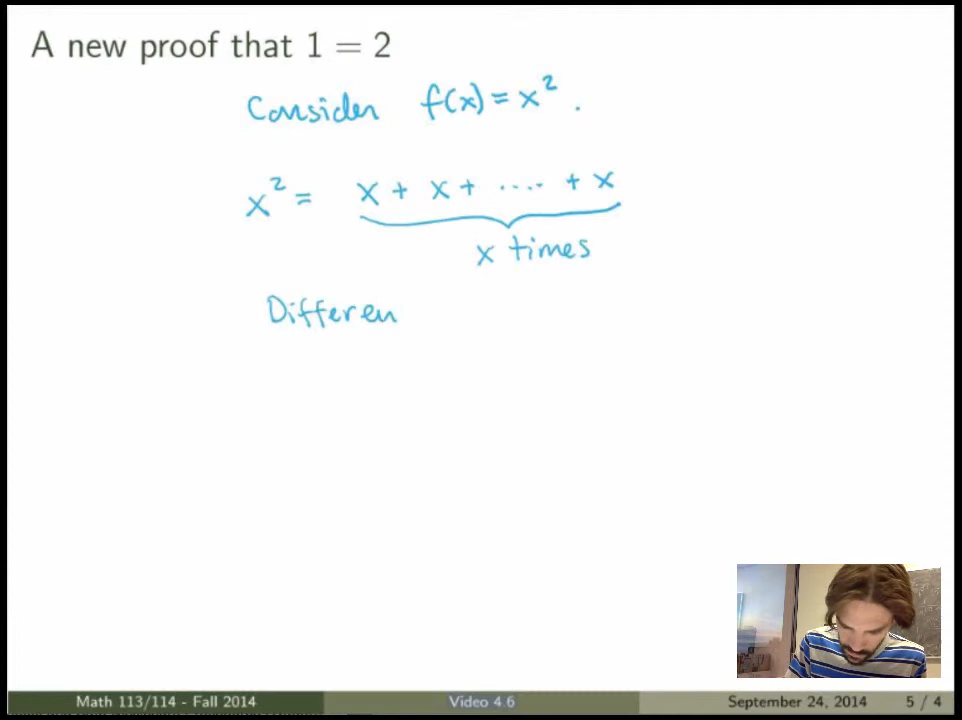 A new proof that 1 = 2
Consider f(x) = x² .
x² = x + x + .... + x
x times
Differen
Math 113/114 - Fall 2014 Video 4.6 September 24, 2014 5 / 4